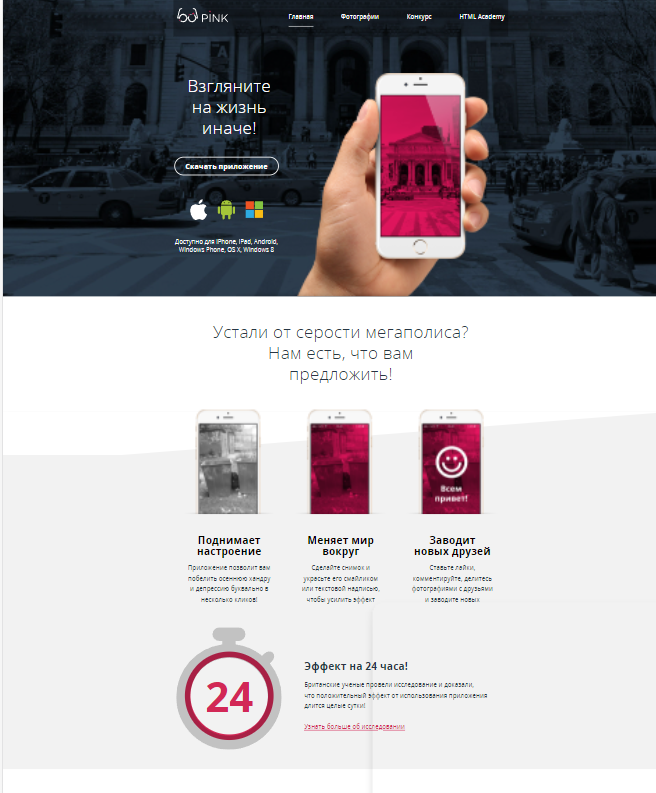 PINK
Главная
Фотографии
Конкурс
HTML Academy
Взгляните
на жизнь
иначе!
Скачать приложение
Доступно для iPhone, iPad, Android,
Windows Phone, OS X, Windows 8
Устали от серости мегаполиса?
Нам есть, что вам
предложить!
Всем
привет!
Поднимает
настроение
Приложение позволит вам
побелить осеннюю хандру
и депрессию буквально в
несколько кликов!
Меняет мир
вокруг
Сделайте снимок и
украсьте его смайликом
или текстовой надписью,
чтобы усилить эффект
Заводит
новых друзей
Ставьте лайки,
комментируйте, делитесь
фотографиями с друзьями
и заводите новых
24
Эффект на 24 часа!
Британские ученые провели исследование и доказали,
что положительный эффект от использования приложения
длится целые сутки!
Узнать больше об исследовании